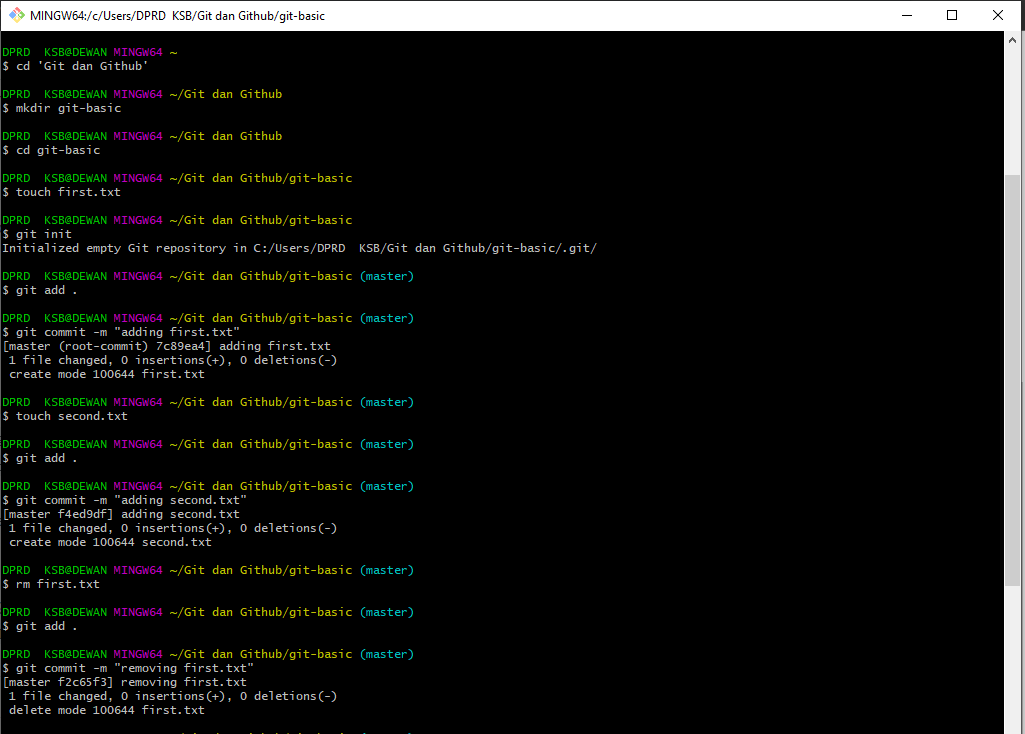 MINGW64:/c/Users/DPRD  KSB/Git dan Github/git-basic
DPRD  KSB@DEWAN MINGW64 ~
$ cd 'Git dan Github'
DPRD  KSB@DEWAN MINGW64 ~/Git dan Github
$ mkdir git-basic
DPRD  KSB@DEWAN MINGW64 ~/Git dan Github
$ cd git-basic
DPRD  KSB@DEWAN MINGW64 ~/Git dan Github/git-basic
$ touch first.txt
DPRD  KSB@DEWAN MINGW64 ~/Git dan Github/git-basic
$ git init
Initialized empty Git repository in C:/Users/DPRD  KSB/Git dan Github/git-basic/.git/
DPRD  KSB@DEWAN MINGW64 ~/Git dan Github/git-basic (master)
$ git add .
DPRD  KSB@DEWAN MINGW64 ~/Git dan Github/git-basic (master)
$ git commit -m "adding first.txt"
[master (root-commit) 7c89ea4] adding first.txt
 1 file changed, 0 insertions(+), 0 deletions(-)
 create mode 100644 first.txt
DPRD  KSB@DEWAN MINGW64 ~/Git dan Github/git-basic (master)
$ touch second.txt
DPRD  KSB@DEWAN MINGW64 ~/Git dan Github/git-basic (master)
$ git add .
DPRD  KSB@DEWAN MINGW64 ~/Git dan Github/git-basic (master)
$ git commit -m "adding second.txt"
[master f4ed9df] adding second.txt
 1 file changed, 0 insertions(+), 0 deletions(-)
 create mode 100644 second.txt
DPRD  KSB@DEWAN MINGW64 ~/Git dan Github/git-basic (master)
$ rm first.txt
DPRD  KSB@DEWAN MINGW64 ~/Git dan Github/git-basic (master)
$ git add .
DPRD  KSB@DEWAN MINGW64 ~/Git dan Github/git-basic (master)
$ git commit -m "removing first.txt"
[master f2c65f3] removing first.txt
 1 file changed, 0 insertions(+), 0 deletions(-)
 delete mode 100644 first.txt